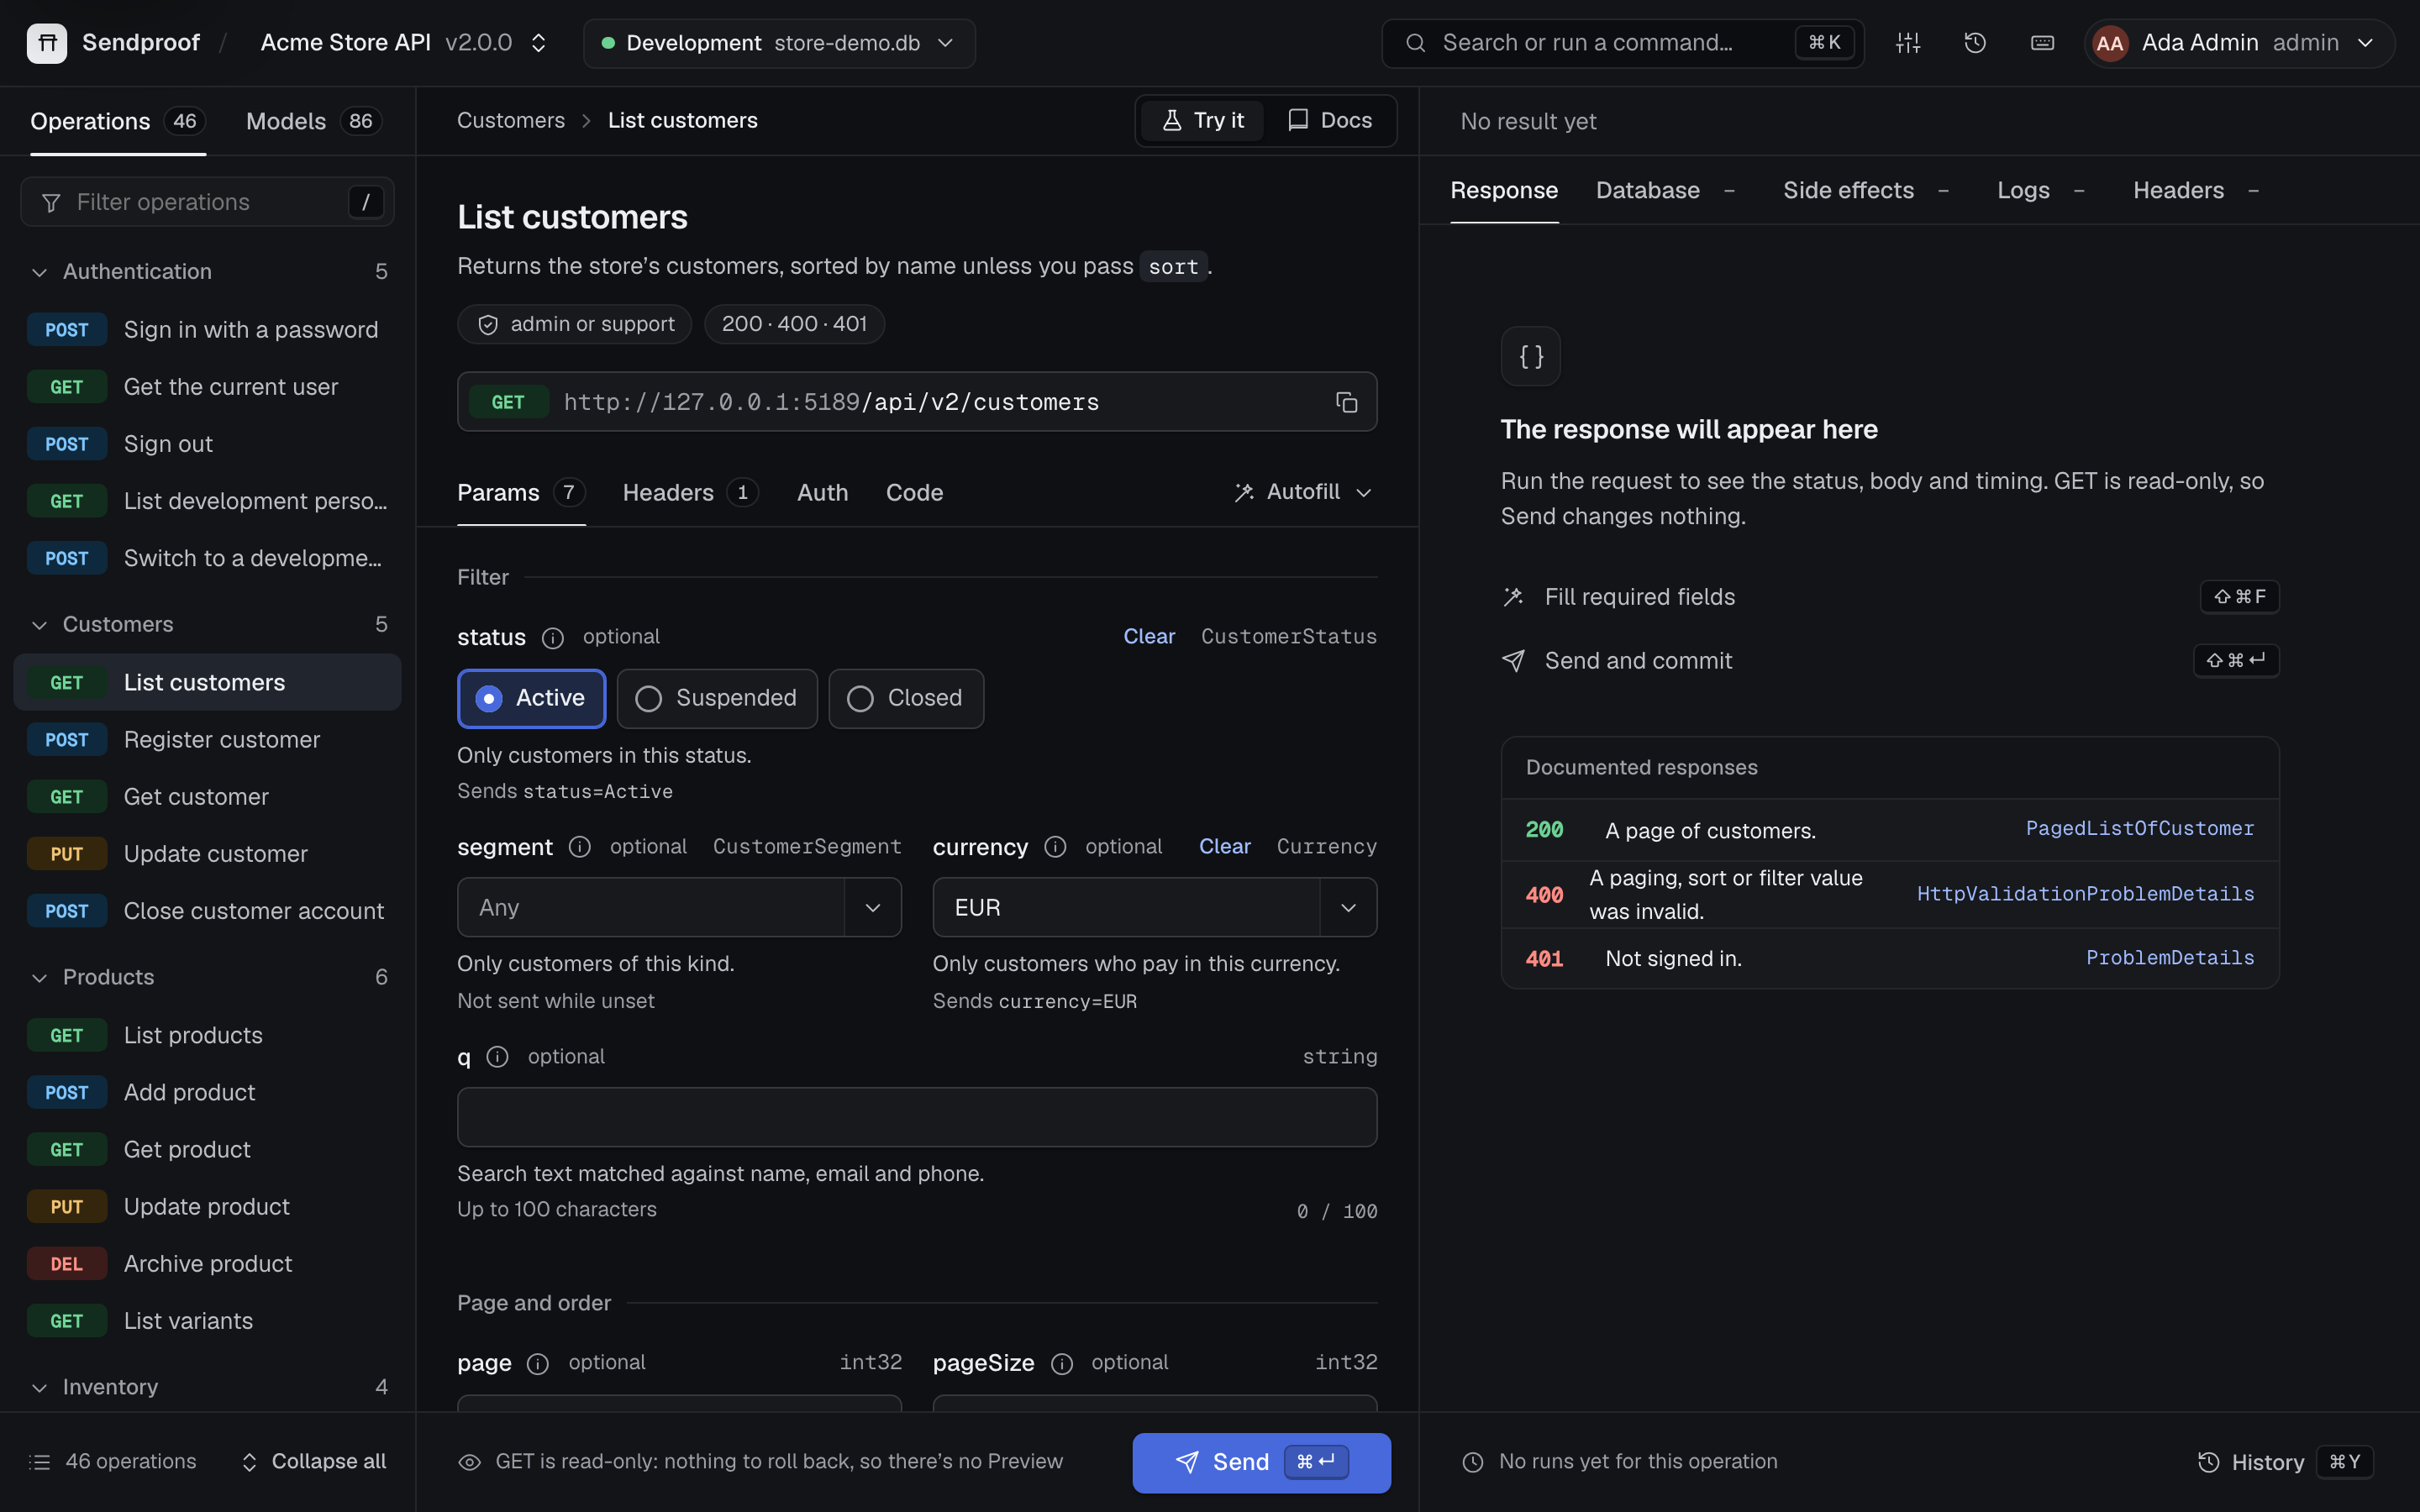 Sendproof / Acme Store API v2.0.0
Development store-demo.db
Search or run a command... ⌘K
AA Ada Admin admin
Operations 46 Models 86
Filter operations /
Authentication 5
POST Sign in with a password
GET Get the current user
POST Sign out
GET List development perso...
POST Switch to a developme...
Customers 5
GET List customers
POST Register customer
GET Get customer
PUT Update customer
POST Close customer account
Products 6
GET List products
POST Add product
GET Get product
PUT Update product
DEL Archive product
GET List variants
Inventory 4
46 operations Collapse all
Customers > List customers
Try it Docs
List customers
Returns the store’s customers, sorted by name unless you pass sort.
admin or support 200 · 400 · 401
GET http://127.0.0.1:5189/api/v2/customers
Params 7 Headers 1 Auth Code Autofill
Filter
status optional Clear CustomerStatus
Active Suspended Closed
Only customers in this status.
Sends status=Active
segment optional CustomerSegment
Any
Only customers of this kind.
Not sent while unset
currency optional Clear Currency
EUR
Only customers who pay in this currency.
Sends currency=EUR
q optional string
Search text matched against name, email and phone.
Up to 100 characters 0 / 100
Page and order
page optional int32
pageSize optional int32
GET is read-only: nothing to roll back, so there’s no Preview
Send ⌘↵
No result yet
Response Database – Side effects – Logs – Headers –
{}
The response will appear here
Run the request to see the status, body and timing. GET is read-only, so
Send changes nothing.
Fill required fields ⇧⌘F
Send and commit ⇧⌘↵
Documented responses
200 A page of customers. PagedListOfCustomer
400 A paging, sort or filter value
was invalid. HttpValidationProblemDetails
401 Not signed in. ProblemDetails
No runs yet for this operation
History ⌘Y